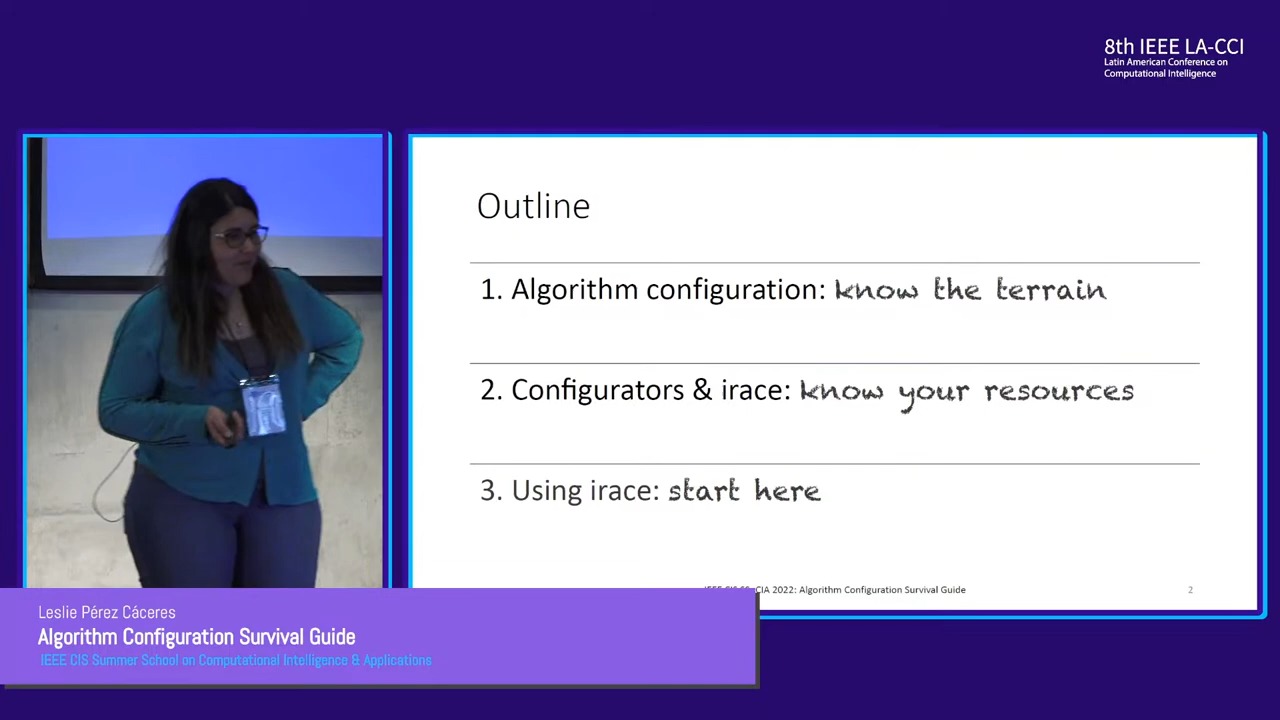 8th IEEE LA-CCI
Latin American Conference on
Computational Intelligence
Outline
1. Algorithm configuration: know the terrain
2. Configurators & irace: know your resources
3. Using irace: start here
CIA 2022: Algorithm Configuration Survival Guide
2
Leslie Pérez Cáceres
Algorithm Configuration Survival Guide
IEEE CIS Summer School on Computational Intelligence & Applications